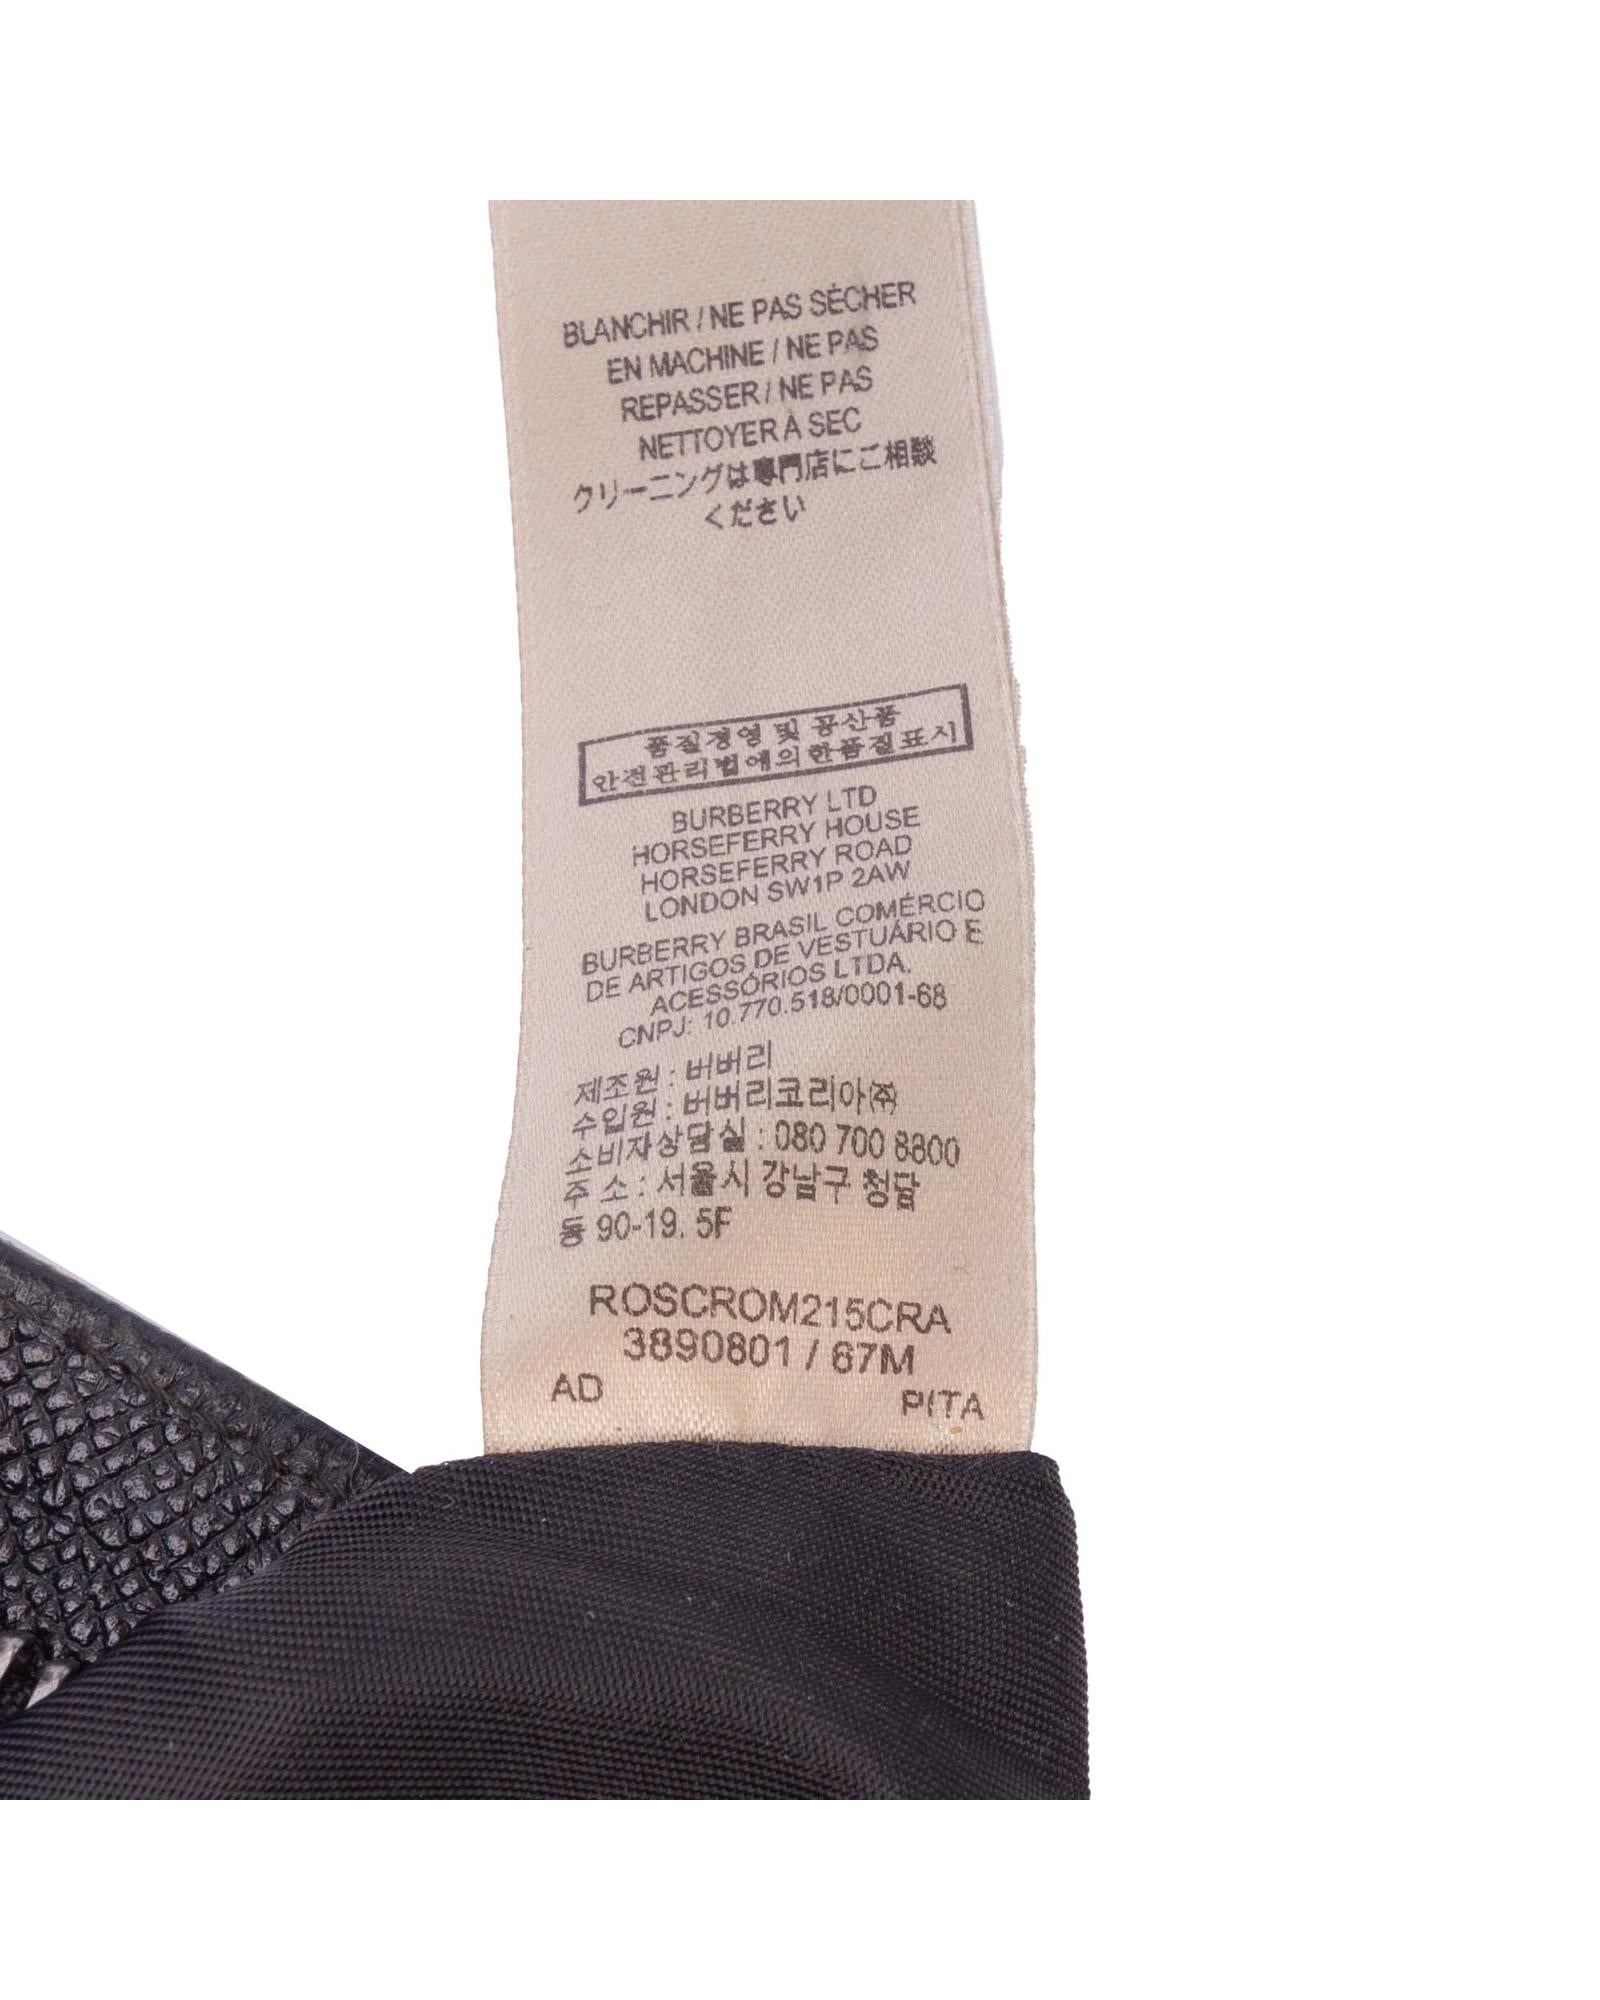 BLANCHIR / NE PAS SÉCHER
EN MACHINE / NE PAS
REPASSER / NE PAS
NETTOYER À SEC
クリーニングは専門店にご相談
ください
품질경영 및 공산품
안전관리법에의한품질표시
BURBERRY LTD
HORSEFERRY HOUSE
HORSEFERRY ROAD
LONDON SW1P 2AW
BURBERRY BRASIL COMÉRCIO
DE ARTIGOS DE VESTUÁRIO E
ACESSÓRIOS LTDA.
CNPJ: 10.770.518/0001-68
제조원 : 버버리
수입원 : 버버리코리아㈜
소비자상담실 : 080 700 8800
주 소 : 서울시 강남구 청담
동 90-19. 5F
ROSCROM215CRA
3890801 / 67M
AD PITA